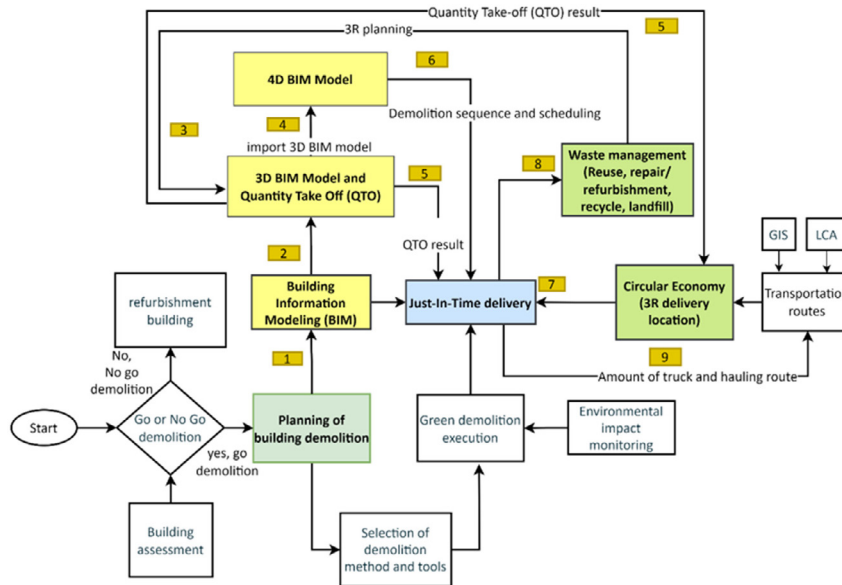 Quantity Take-off (QTO) result
5
3R planning
6
4D BIM Model
3
4
Demolition sequence and scheduling
import 3D BIM model
3D BIM Model and
Quantity Take Off (QTO)
5
8
Waste management
(Reuse, repair/
refurbishment,
recycle, landfill)
2
QTO result
GIS
LCA
refurbishment
building
Building
Information
Modeling (BIM)
Just-In-Time delivery
7
Circular Economy
(3R delivery
location)
Transportation
routes
1
9
No,
No go
demolition
Amount of truck and hauling route
Start
Go or No Go
demolition
yes, go
demolition
Planning of
building demolition
Green demolition
execution
Environmental
impact
monitoring
Building
assessment
Selection of
demolition
method and tools